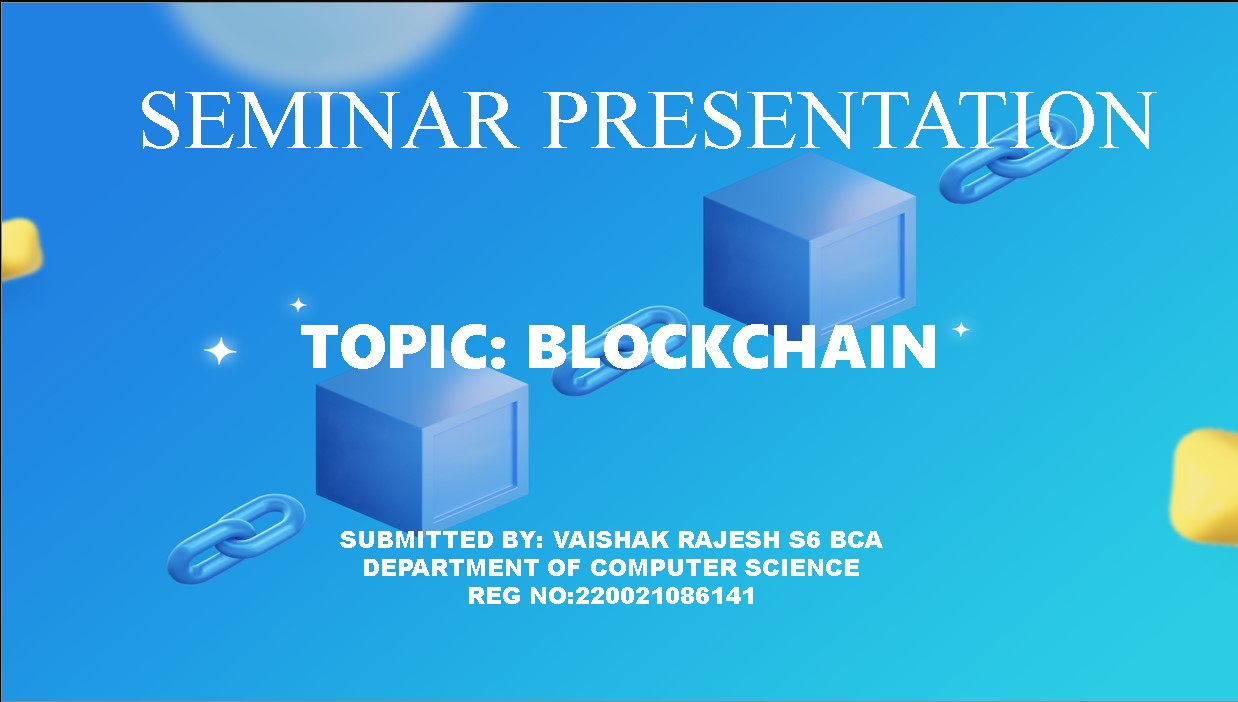 SEMINAR PRESENTATION
TOPIC: BLOCKCHAIN
SUBMITTED BY: VAISHAK RAJESH S6 BCA
DEPARTMENT OF COMPUTER SCIENCE
REG NO:220021086141